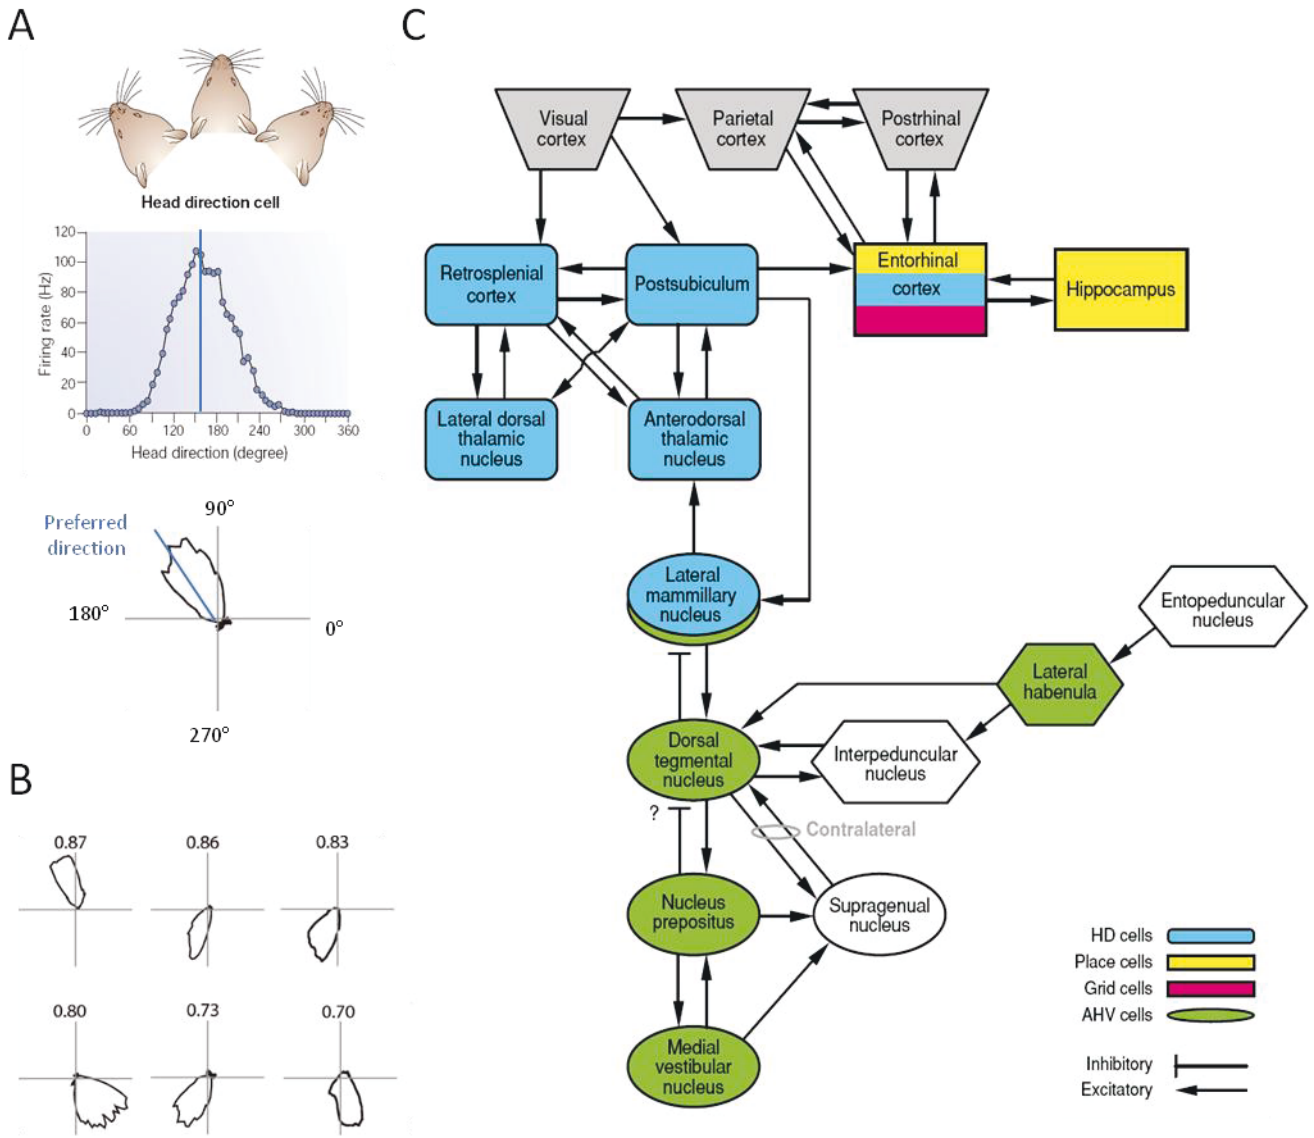 A
Head direction cell
Firing rate (Hz)
120
100
80
60
40
20
0
0 60 120 180 240 300 360
Head direction (degree)
Preferred
direction
90°
180°
0°
270°
B
0.87 0.86 0.83
0.80 0.73 0.70
C
Visual
cortex
Parietal
cortex
Postrhinal
cortex
Retrosplenial
cortex
Postsubiculum
Entorhinal
cortex
Hippocampus
Lateral dorsal
thalamic
nucleus
Anterodorsal
thalamic
nucleus
Lateral
mammillary
nucleus
Entopeduncular
nucleus
Lateral
habenula
Dorsal
tegmental
nucleus
Interpeduncular
nucleus
?
Contralateral
Nucleus
prepositus
Supragenual
nucleus
Medial
vestibular
nucleus
HD cells
Place cells
Grid cells
AHV cells
Inhibitory
Excitatory